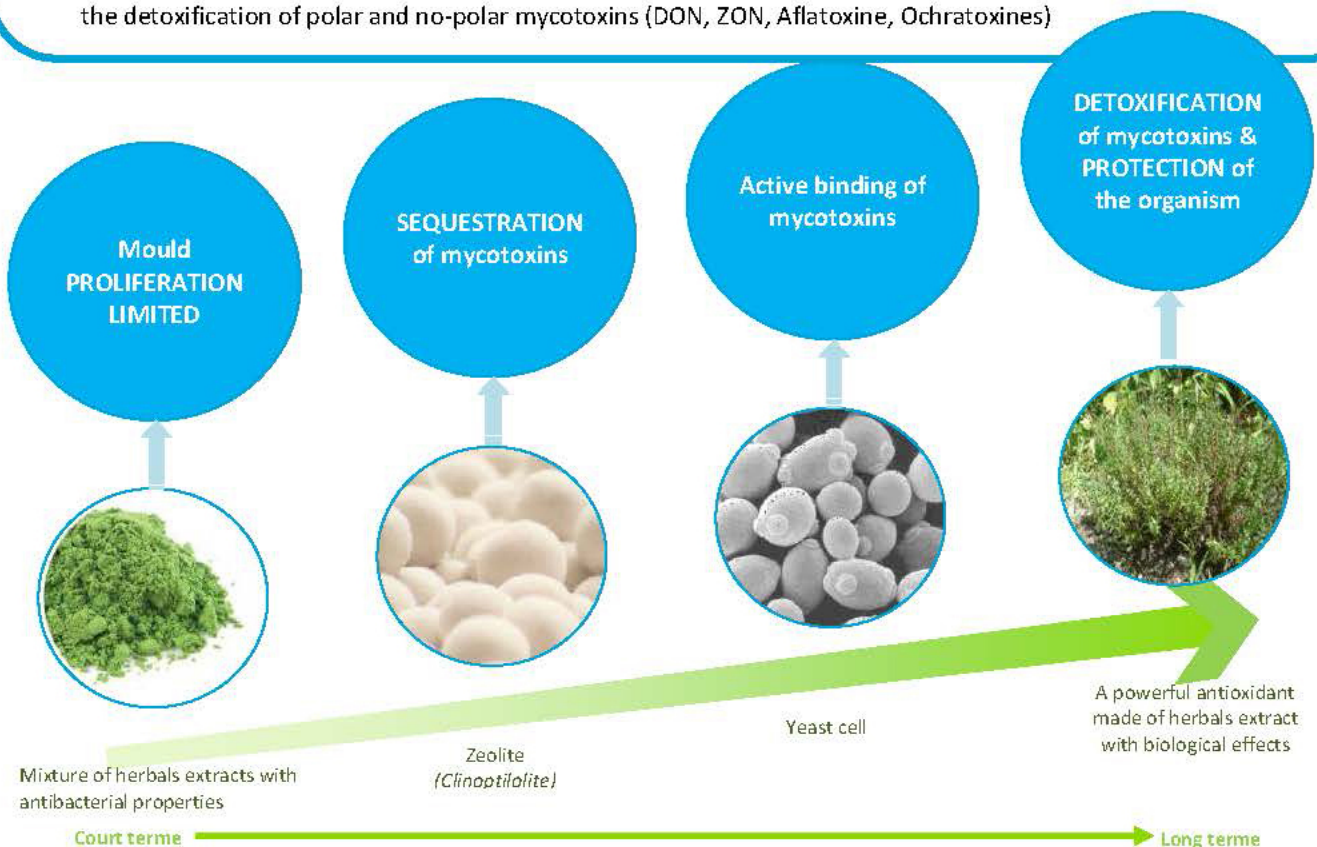 the detoxification of polar and no-polar mycotoxins (DON, ZON, Aflatoxine, Ochratoxines)
DETOXIFICATION
of mycotoxins &
PROTECTION of
the organism
Active binding of
mycotoxins
SEQUESTRATION
of mycotoxins
Mould
PROLIFERATION
LIMITED
Mixture of herbals extracts with
antibacterial properties
Zeolite
(Clinoptilolite)
Yeast cell
A powerful antioxidant
made of herbals extract
with biological effects
Court terme
Long terme